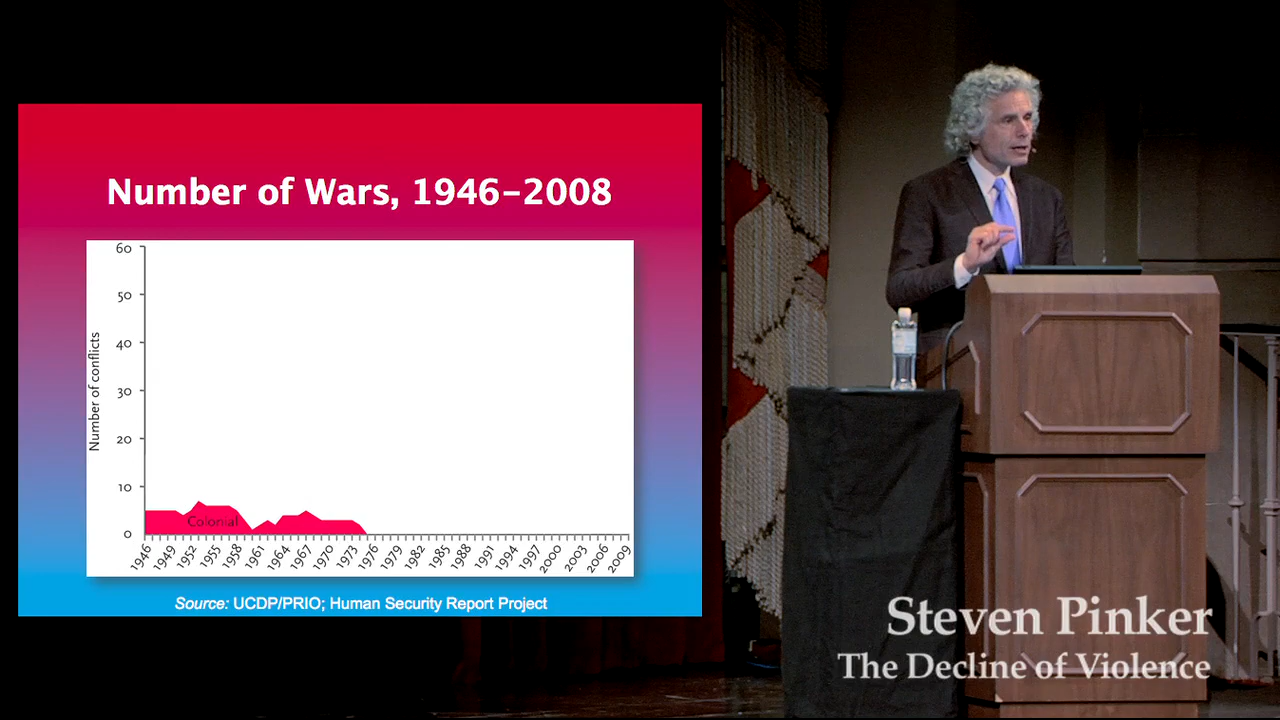 Number of Wars, 1946–2008
60
50
40
30
20
10
0
Number of conflicts
Colonial
1946 1949 1952 1955 1958 1961 1964 1967 1970 1973 1976 1979 1982 1985 1988 1991 1994 1997 2000 2003 2006 2009
Source: UCDP/PRIO; Human Security Report Project
Steven Pinker
The Decline of Violence